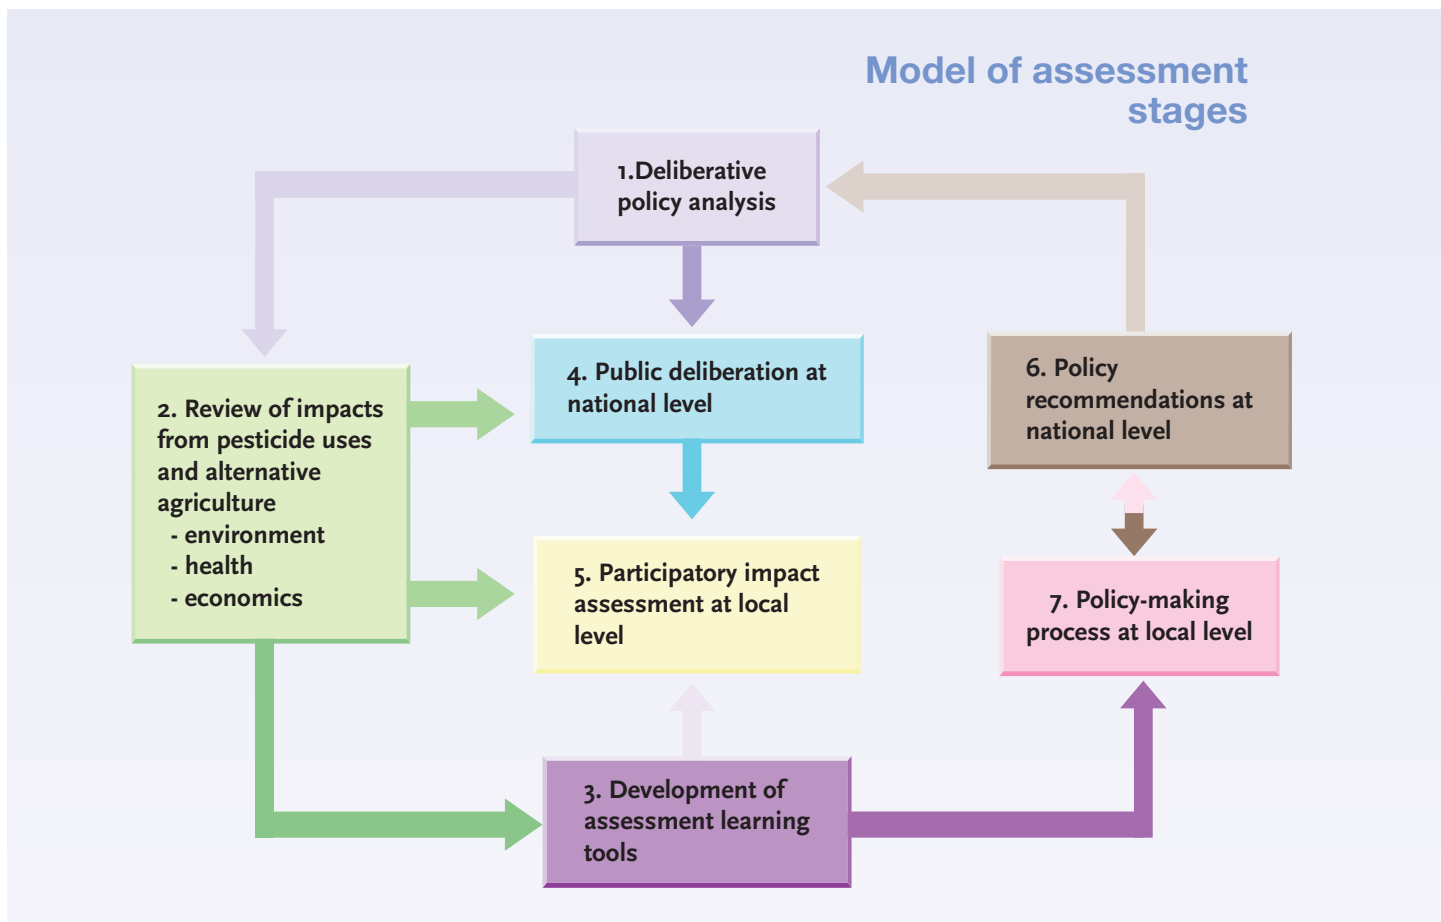 Model of assessment
stages
1.Deliberative
policy analysis
4. Public deliberation at
national level
6. Policy
recommendations at
national level
2. Review of impacts
from pesticide uses
and alternative
agriculture
- environment
- health
- economics
5. Participatory impact
assessment at local
level
7. Policy-making
process at local level
3. Development of
assessment learning
tools